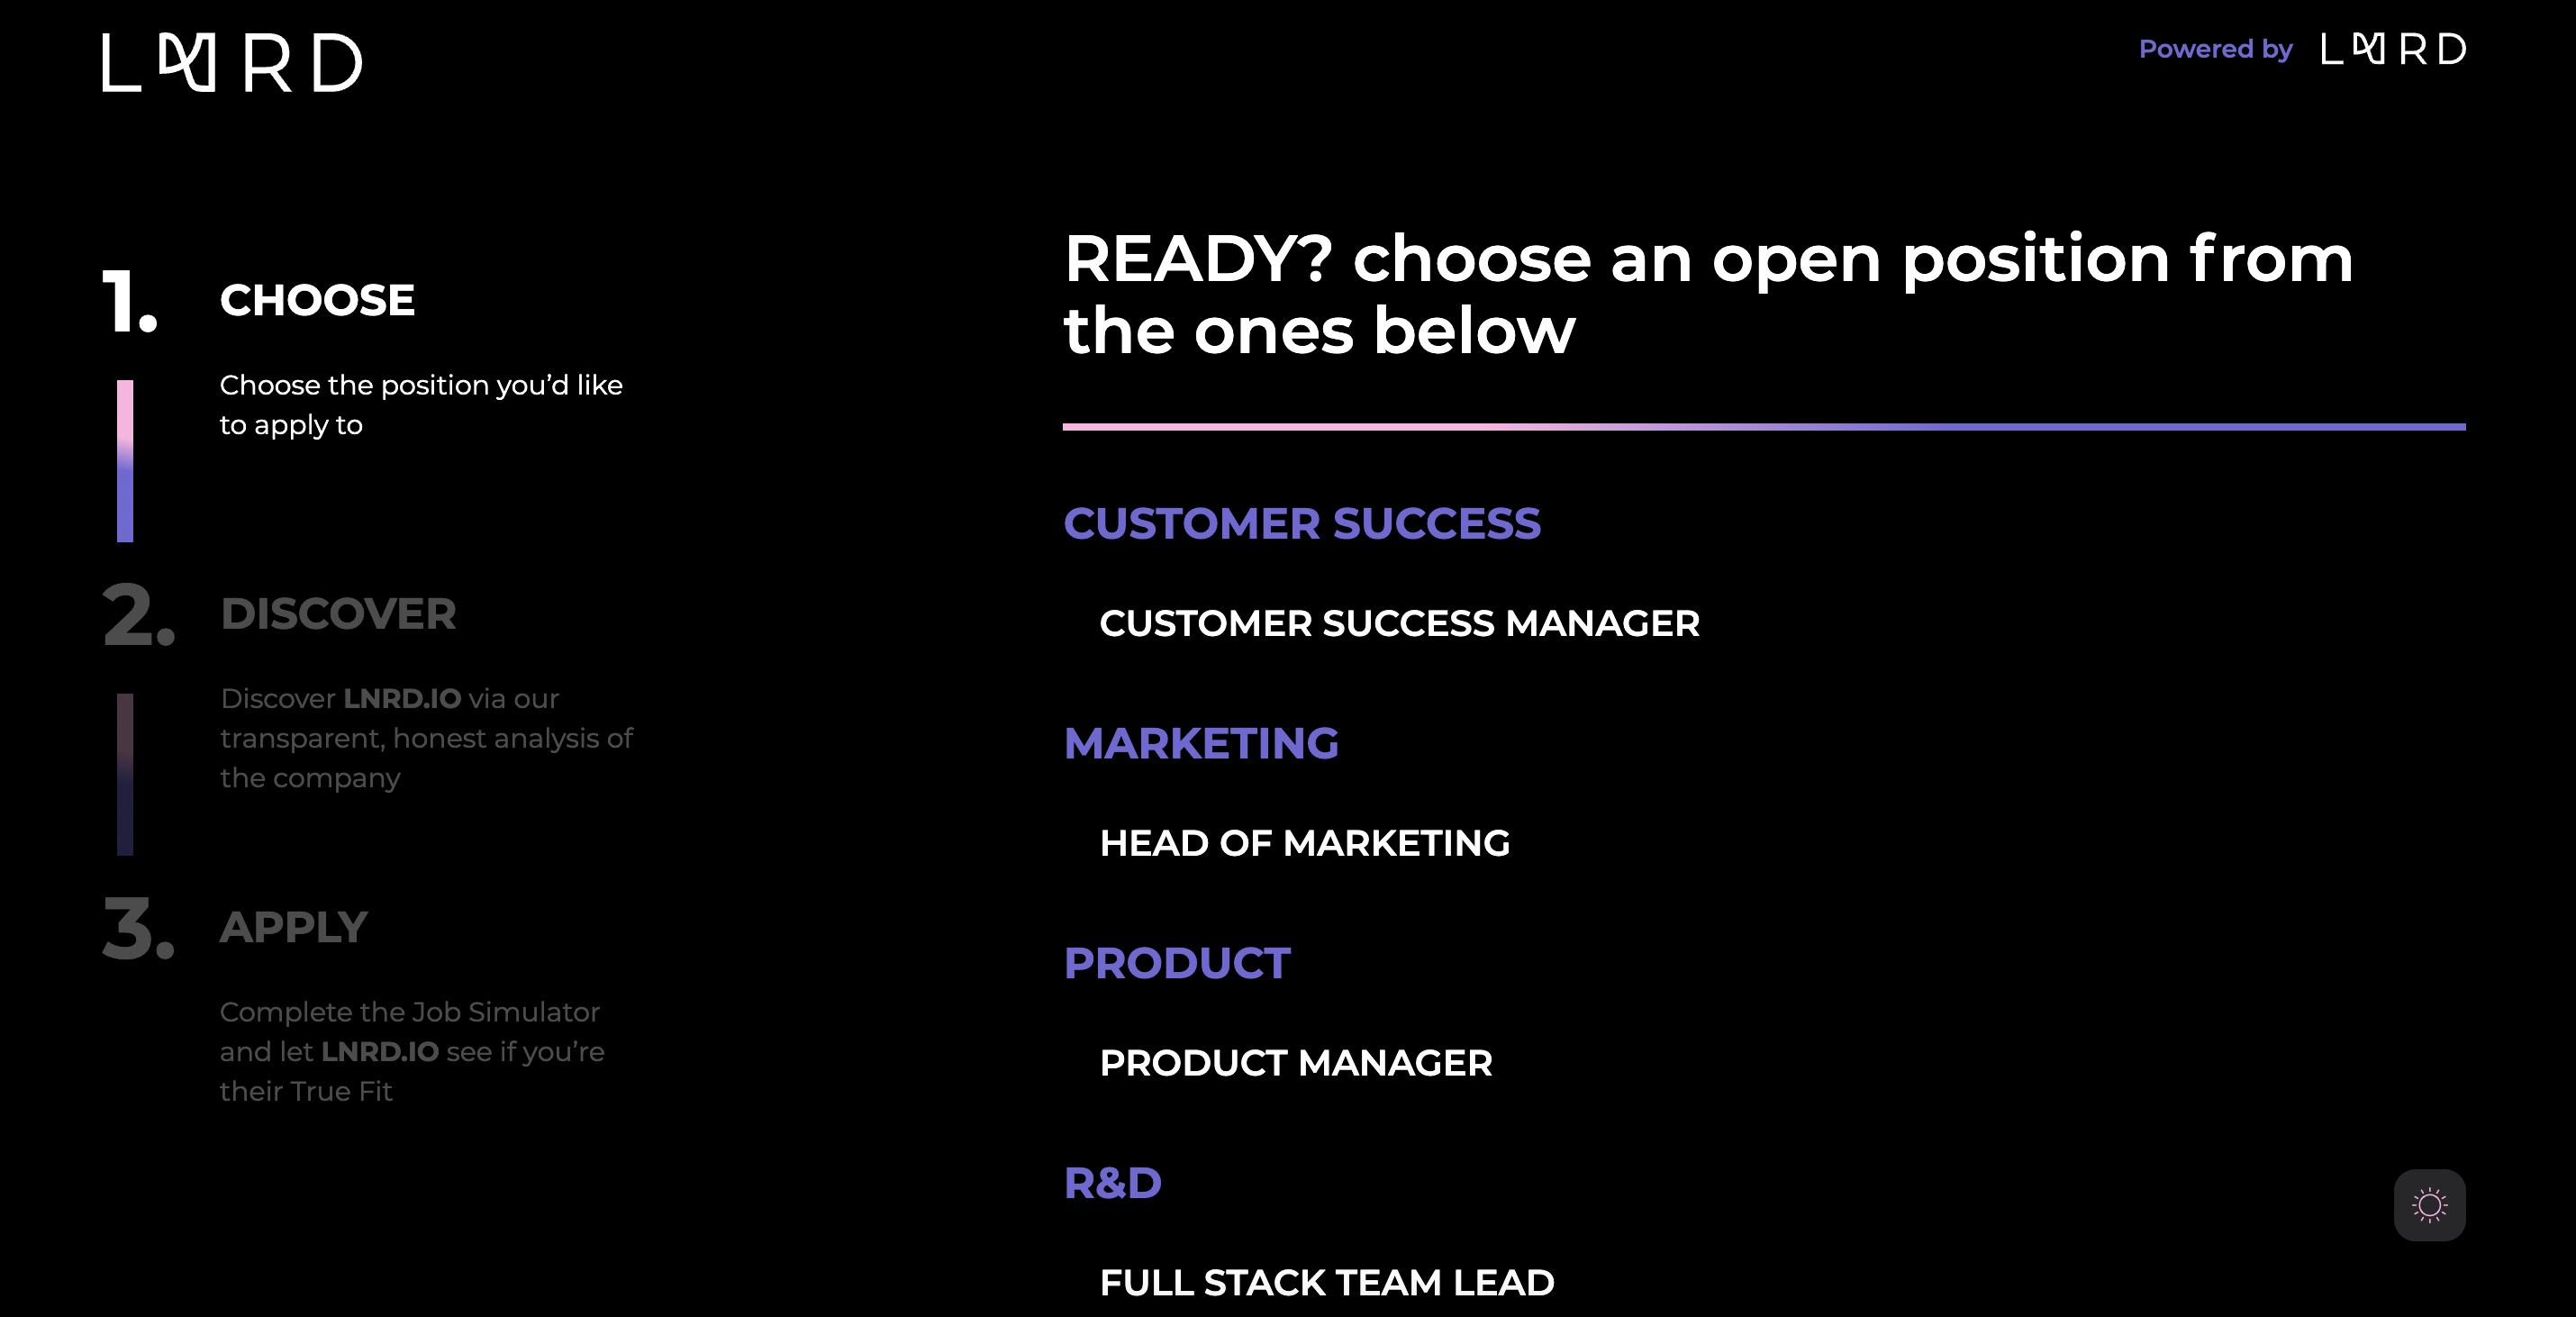 LNRD
Powered by LNRD
1. CHOOSE
Choose the position you’d like
to apply to
2. DISCOVER
Discover LNRD.IO via our
transparent, honest analysis of
the company
3. APPLY
Complete the Job Simulator
and let LNRD.IO see if you’re
their True Fit
READY? choose an open position from
the ones below
CUSTOMER SUCCESS
CUSTOMER SUCCESS MANAGER
MARKETING
HEAD OF MARKETING
PRODUCT
PRODUCT MANAGER
R&D
FULL STACK TEAM LEAD